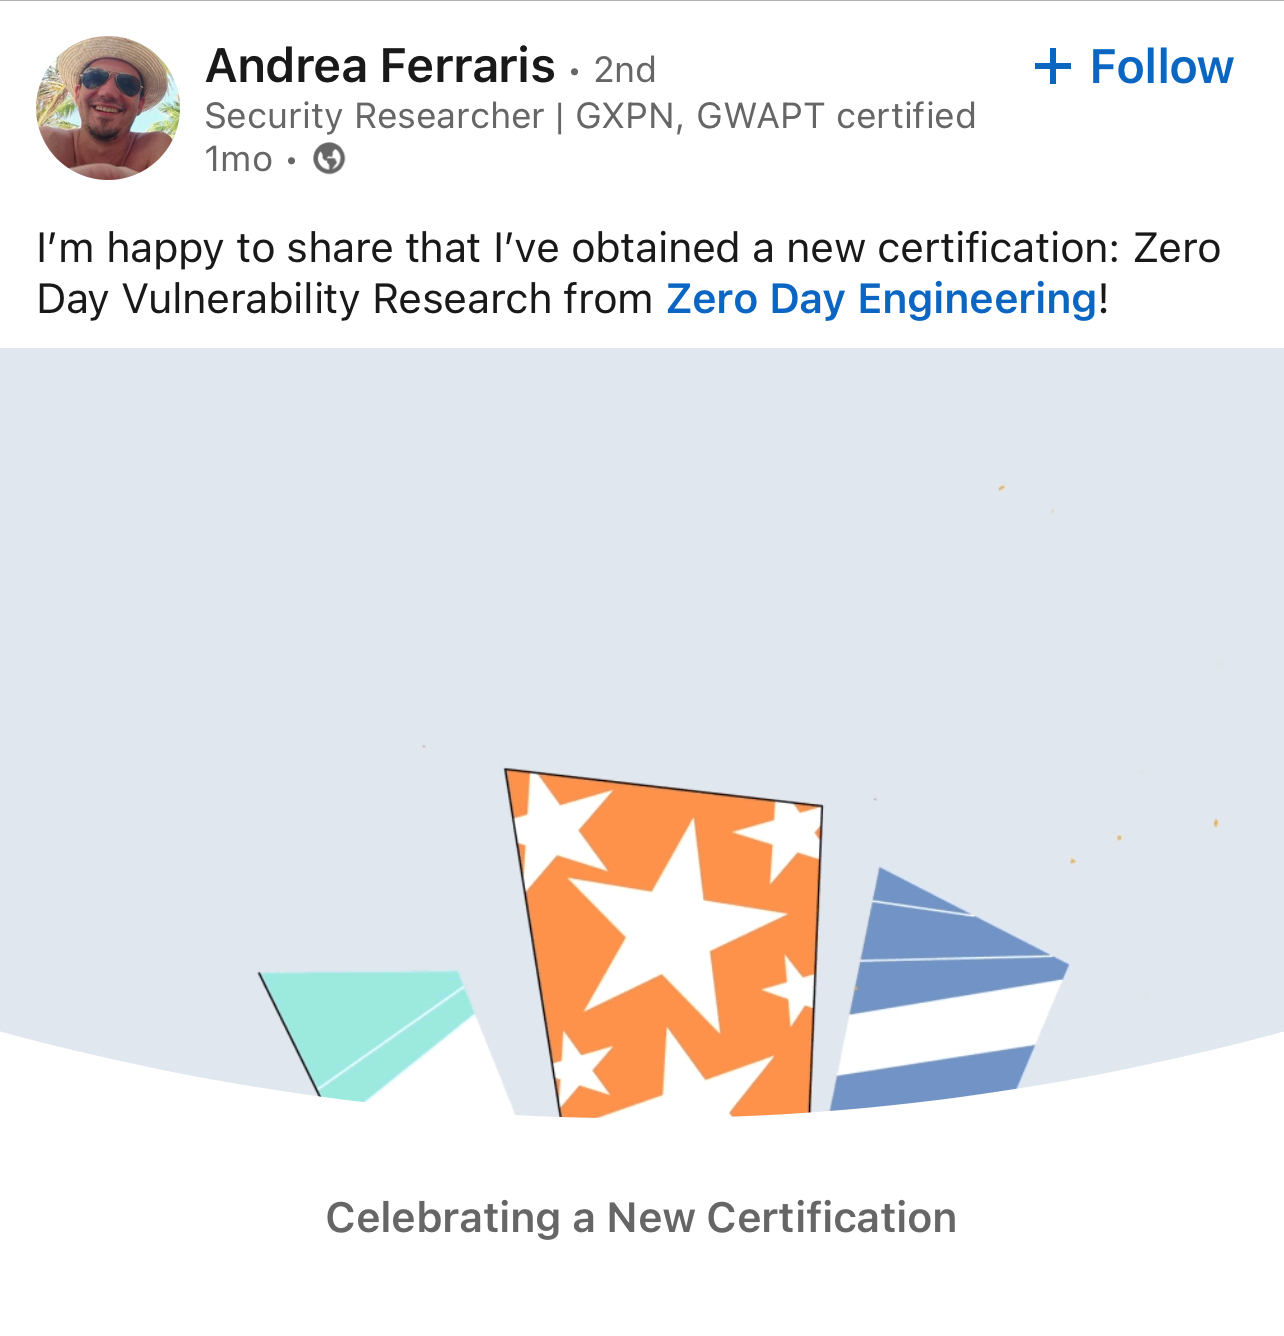 Andrea Ferraris • 2nd
+ Follow
Security Researcher | GXPN, GWAPT certified
1mo •
I’m happy to share that I’ve obtained a new certification: Zero
Day Vulnerability Research from Zero Day Engineering!
Celebrating a New Certification